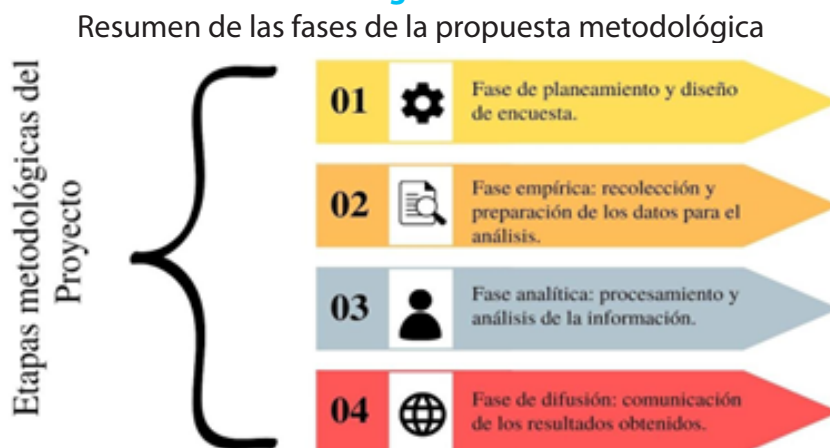 Resumen de las fases de la propuesta metodológica
Etapas metodológicas del
Proyecto
01
Fase de planeamiento y diseño
de encuesta.
02
Fase empírica: recolección y
preparación de los datos para el
análisis.
03
Fase analítica: procesamiento y
análisis de la información.
04
Fase de difusión: comunicación
de los resultados obtenidos.